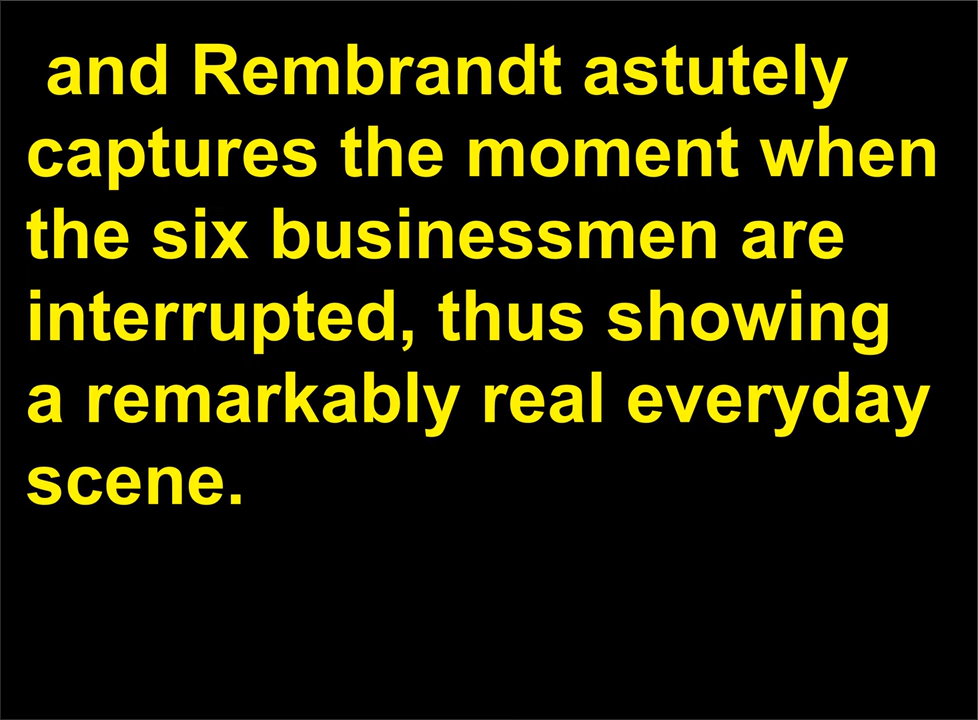 and Rembrandt astutely
captures the moment when
the six businessmen are
interrupted, thus showing
a remarkably real everyday
scene.